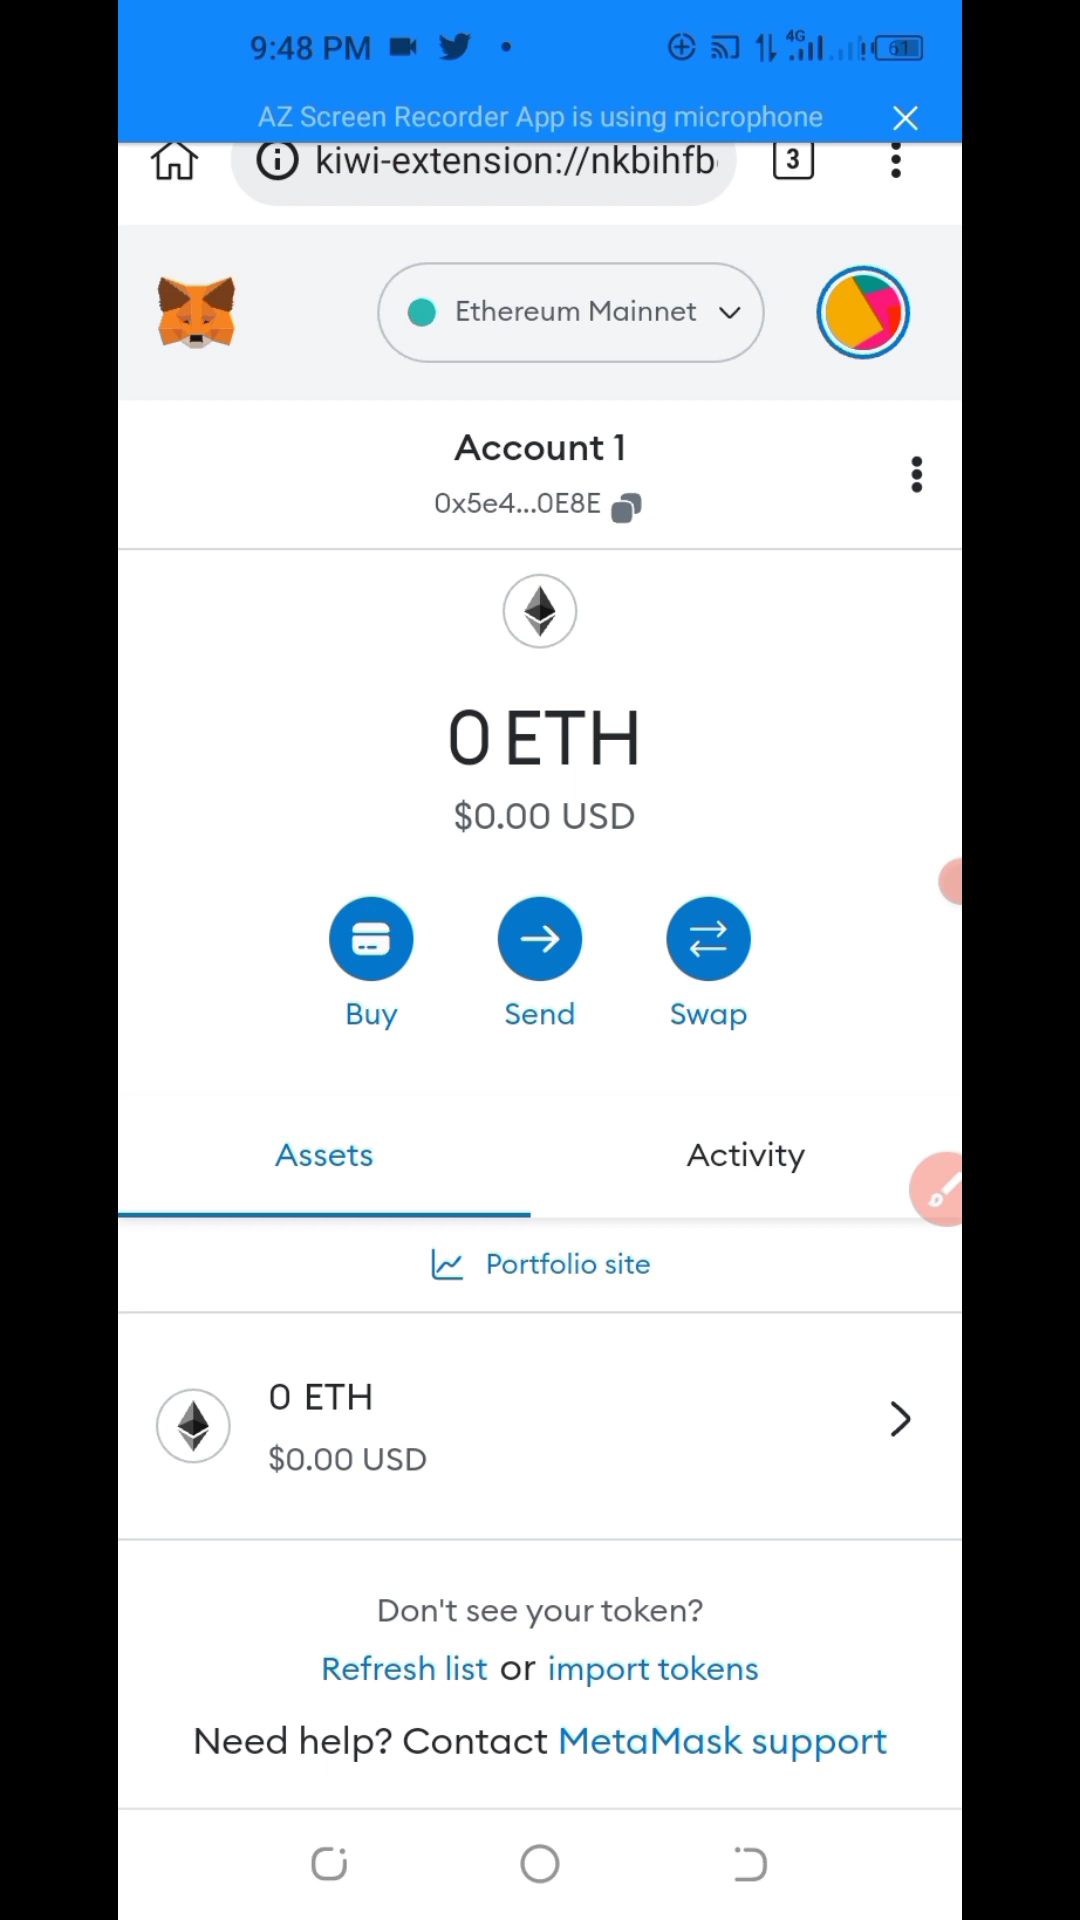 9:48 PM
4G
61
AZ Screen Recorder App is using microphone
kiwi-extension://nkbihfb
3
Ethereum Mainnet
Account 1
0x5e4...0E8E
0 ETH
$0.00 USD
Buy
Send
Swap
Assets
Activity
Portfolio site
0 ETH
$0.00 USD
Don't see your token?
Refresh list or import tokens
Need help? Contact MetaMask support